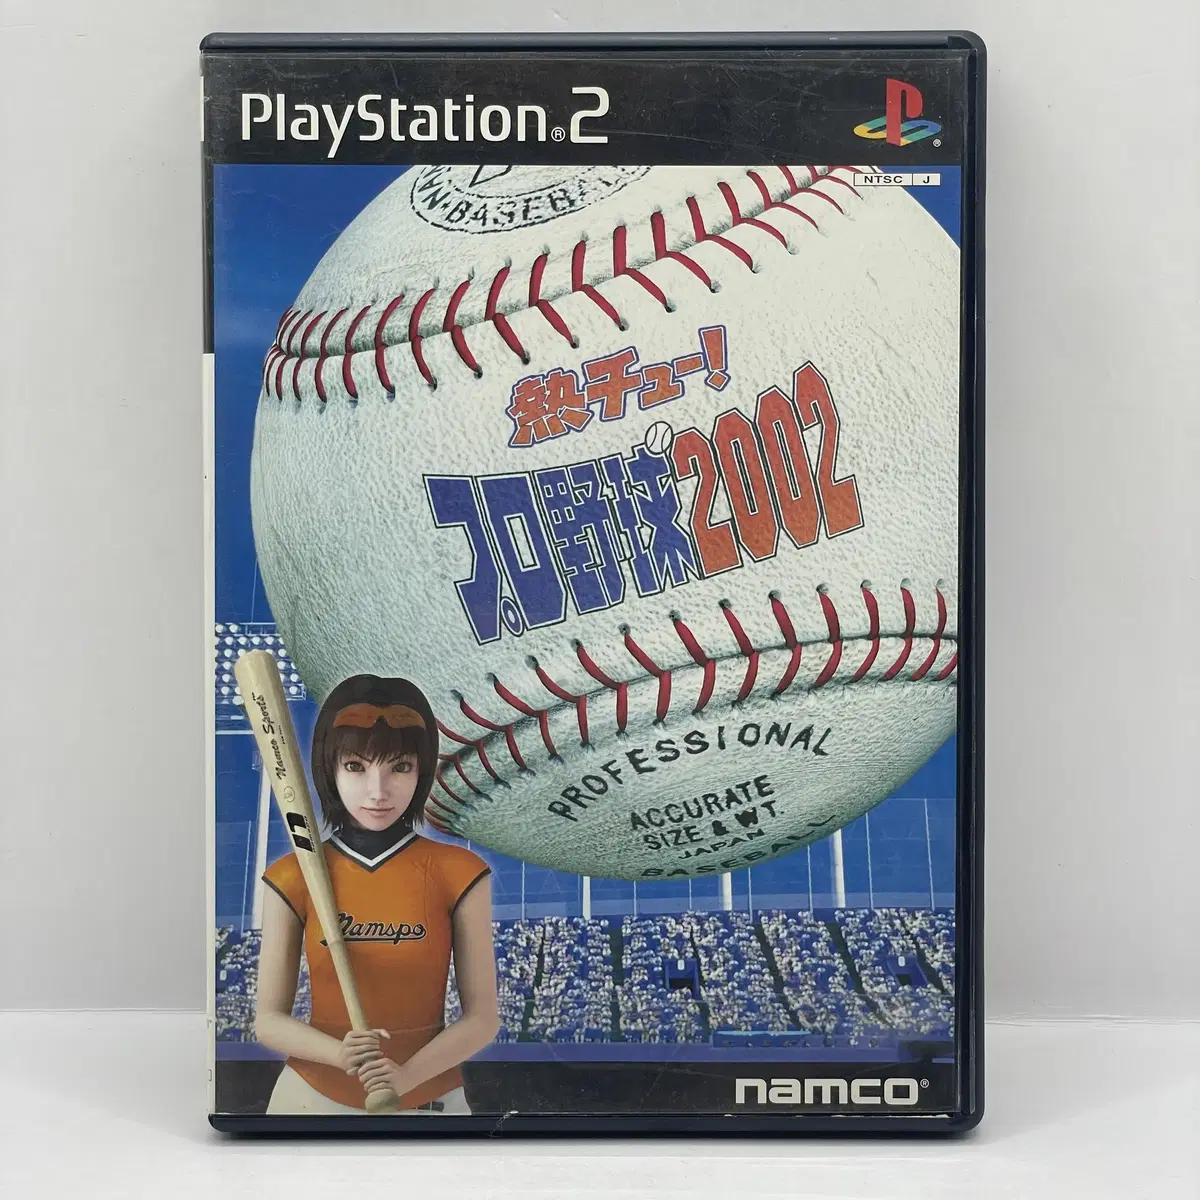 PlayStation®2
NTSC J
BASEBA
熱チュー!
プロ野球2002
PROFESSIONAL
ACCURATE
SIZE & WT.
JAPAN
BASEBALL
Namco Sports
n
Namspo
namco®